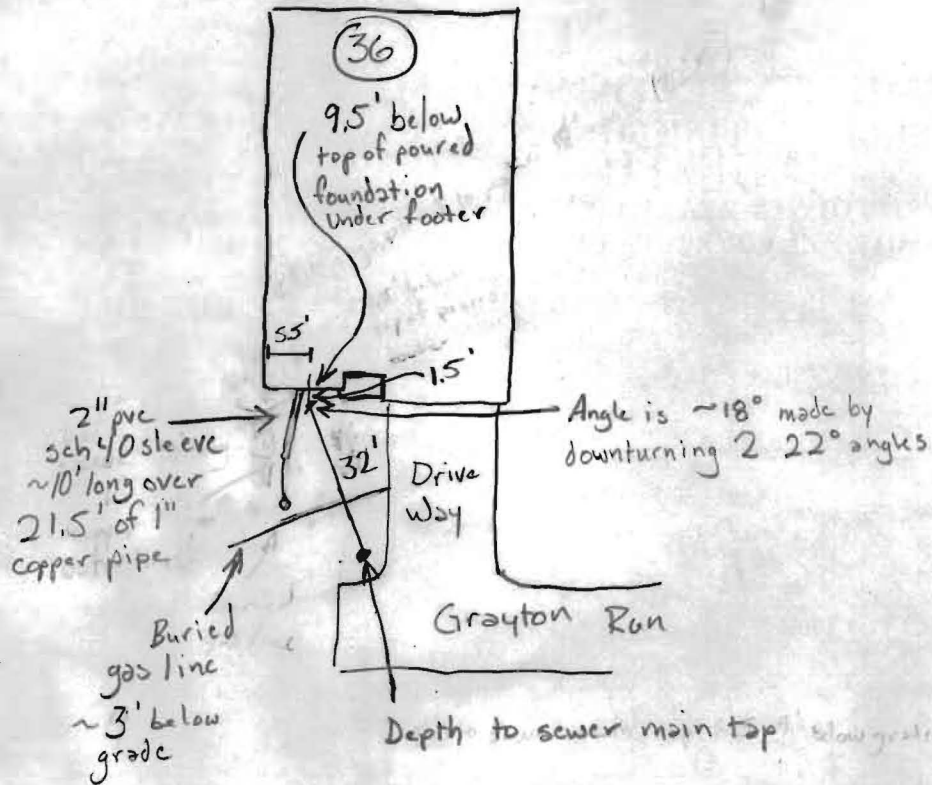 36
9.5' below
top of poured
foundation
under footer
5.5'
1.5'
2" pvc
sch 40 sleeve
~10' long over
21.5' of 1"
copper pipe
Angle is ~18° made by
downturning 2 22° angles
32'
Drive
Way
Grayton Run
Buried
gas line
~3' below
grade
Depth to sewer main tap
below grade